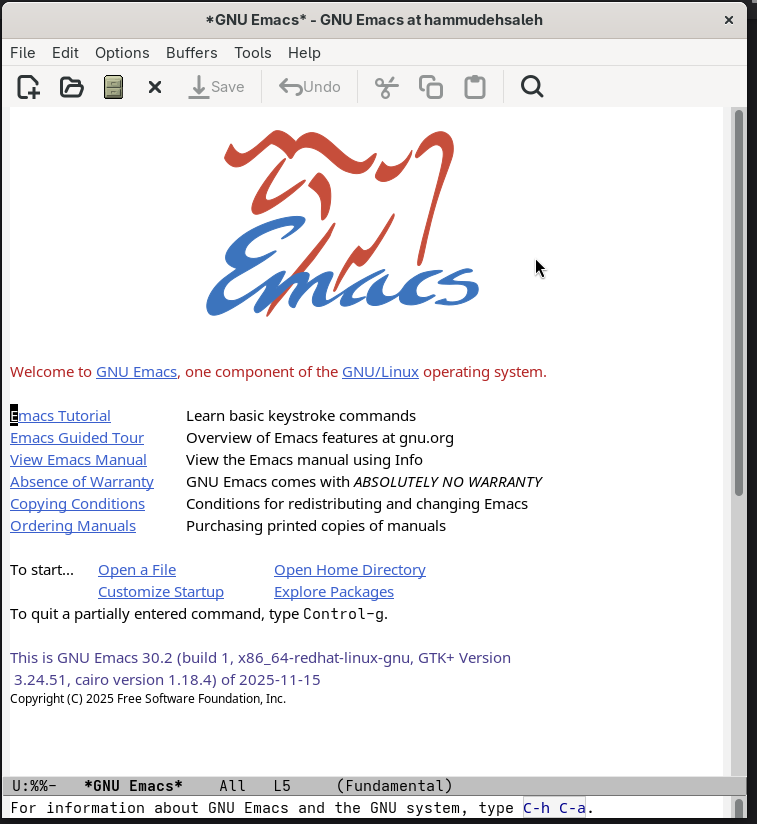 *GNU Emacs* - GNU Emacs at hammudehsaleh
File Edit Options Buffers Tools Help
Save Undo
Emacs
Welcome to GNU Emacs, one component of the GNU/Linux operating system.
Emacs Tutorial Learn basic keystroke commands
Emacs Guided Tour Overview of Emacs features at gnu.org
View Emacs Manual View the Emacs manual using Info
Absence of Warranty GNU Emacs comes with ABSOLUTELY NO WARRANTY
Copying Conditions Conditions for redistributing and changing Emacs
Ordering Manuals Purchasing printed copies of manuals
To start... Open a File Open Home Directory
Customize Startup Explore Packages
To quit a partially entered command, type Control-g.
This is GNU Emacs 30.2 (build 1, x86_64-redhat-linux-gnu, GTK+ Version
3.24.51, cairo version 1.18.4) of 2025-11-15
Copyright (C) 2025 Free Software Foundation, Inc.
U:%%- *GNU Emacs* All L5 (Fundamental)
For information about GNU Emacs and the GNU system, type C-h C-a.